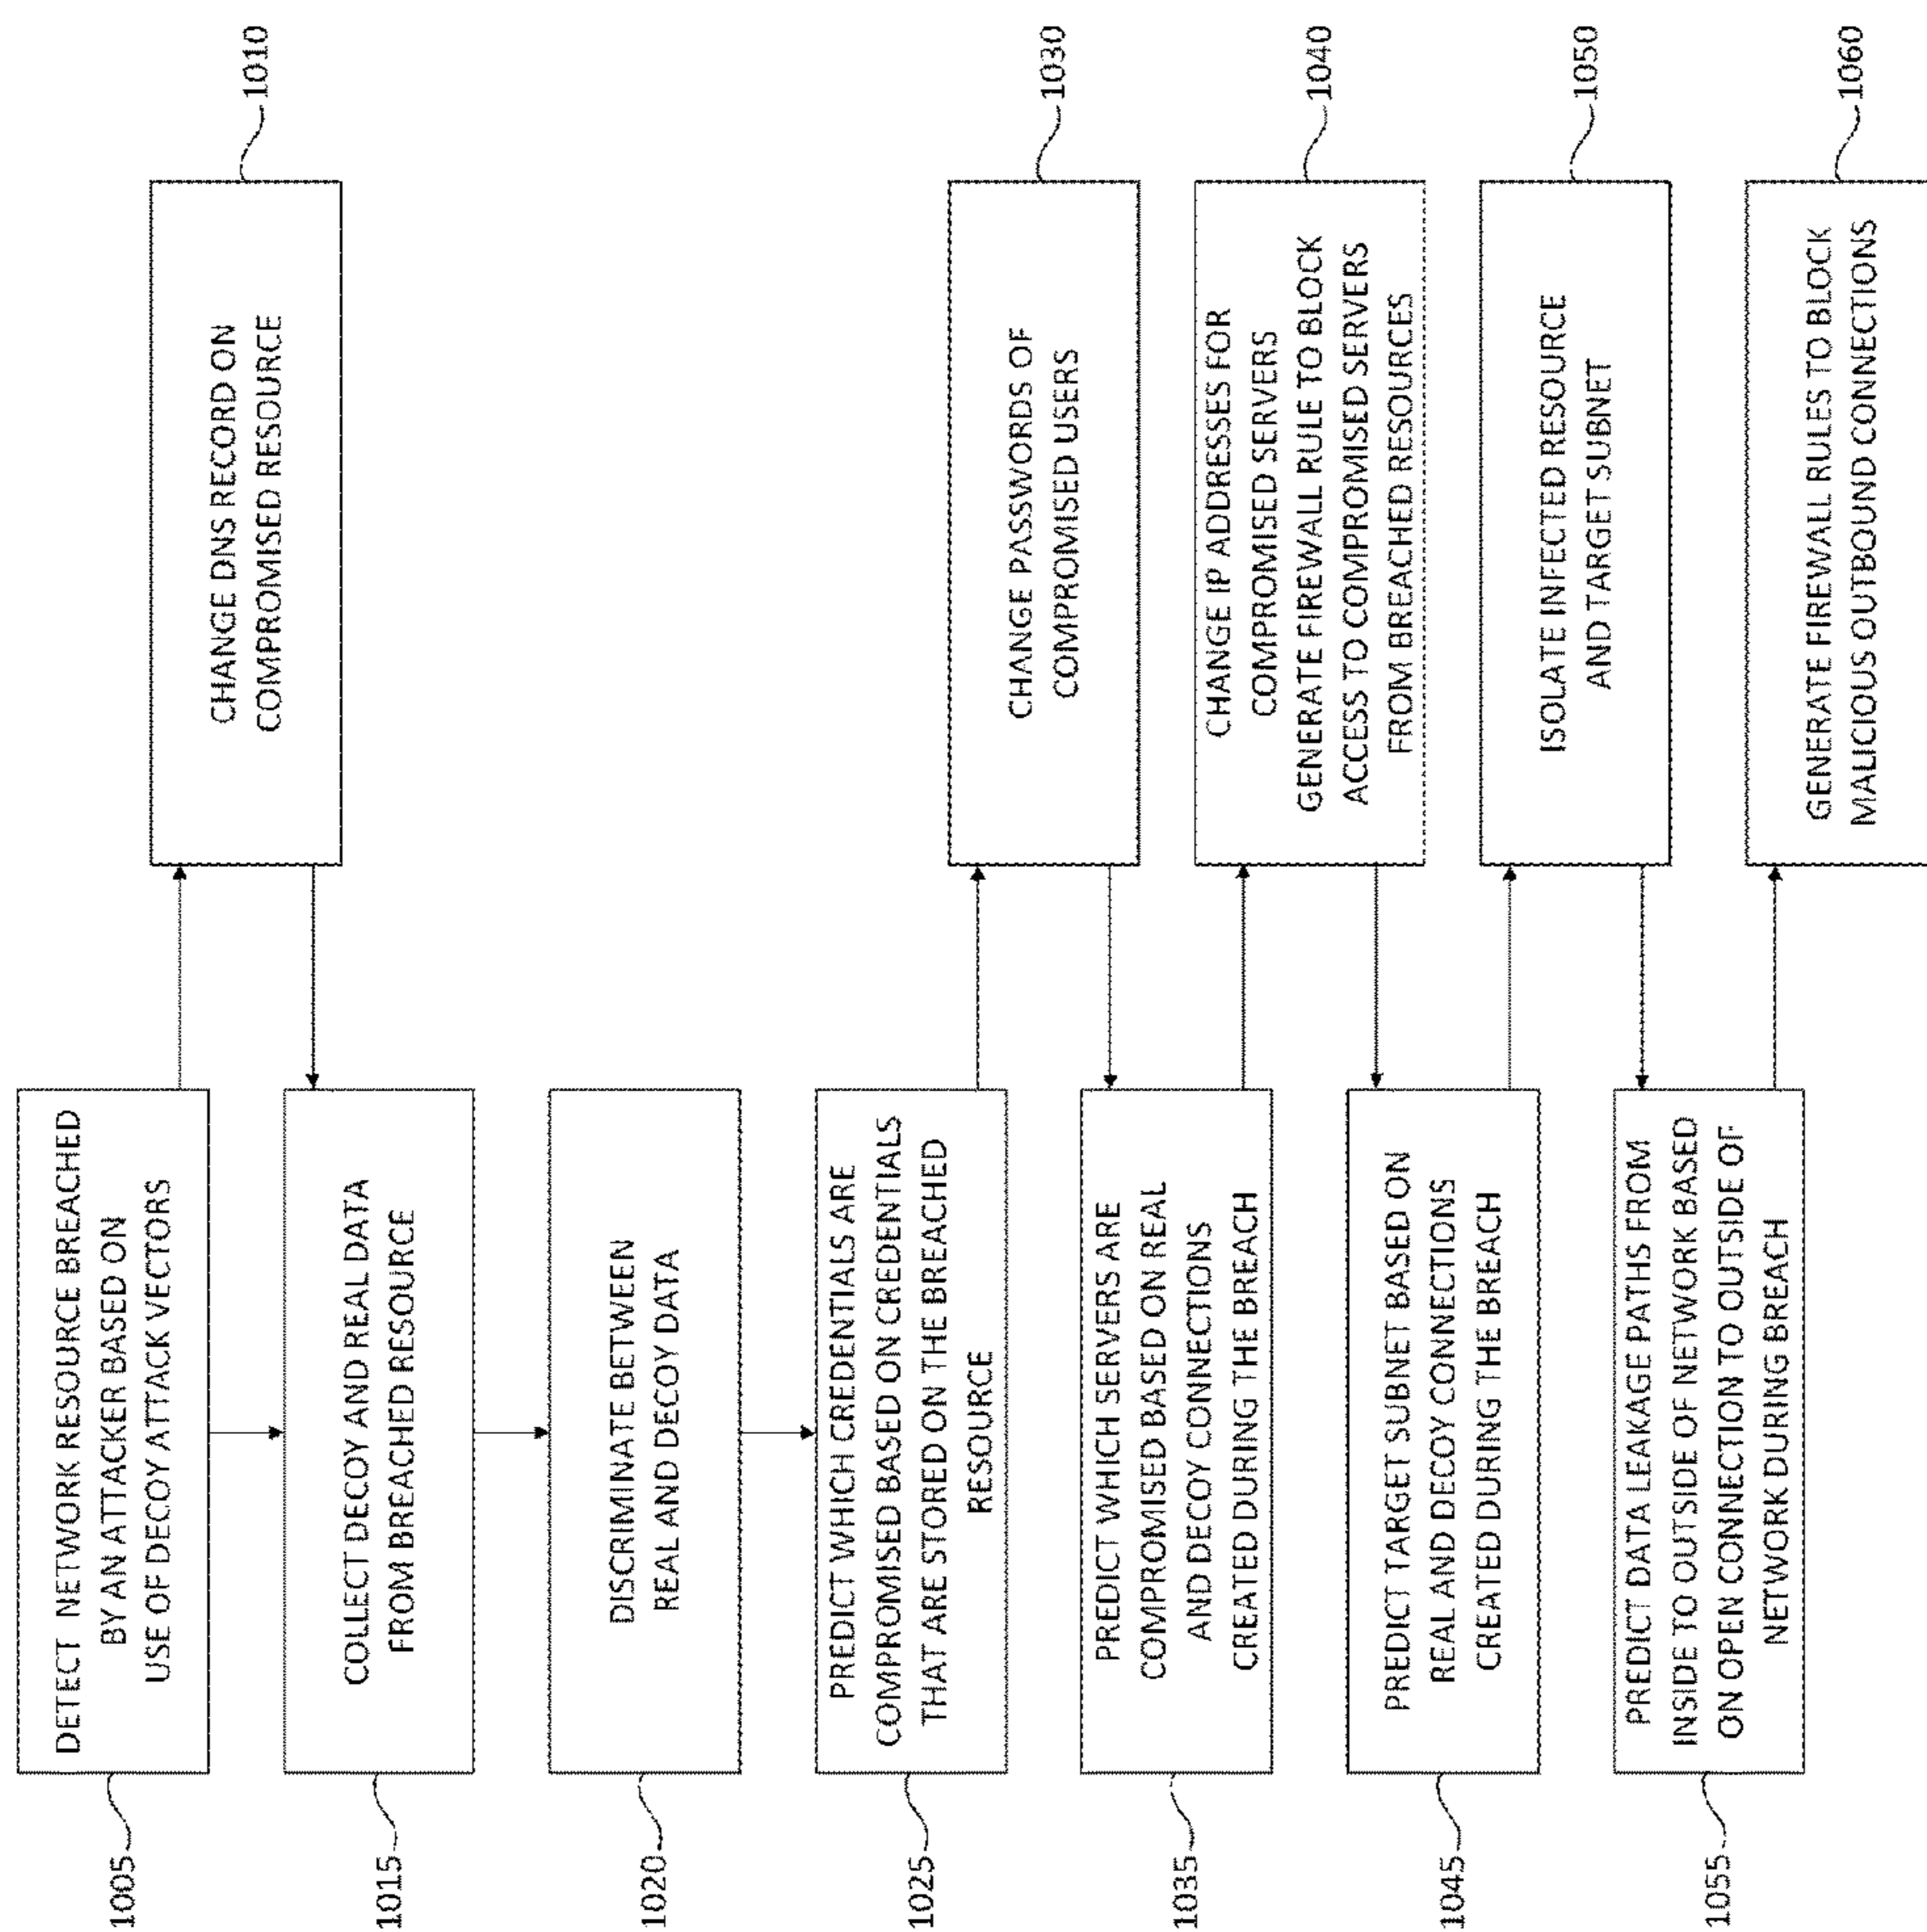 1005
DETECT NETWORK RESOURCE BREACHED
BY AN ATTACKER BASED ON
USE OF DECOY ATTACK VECTORS
CHANGE DNS RECORD ON
COMPROMISED RESOURCE
1010
1015
COLLECT DECOY AND REAL DATA
FROM BREACHED RESOURCE
1020
DISCRIMINATE BETWEEN
REAL AND DECOY DATA
1025
PREDICT WHICH CREDENTIALS ARE
COMPROMISED BASED ON CREDENTIALS
THAT ARE STORED ON THE BREACHED
RESOURCE
CHANGE PASSWORDS OF
COMPROMISED USERS
1030
1035
PREDICT WHICH SERVERS ARE
COMPROMISED BASED ON REAL
AND DECOY CONNECTIONS
CREATED DURING THE BREACH
CHANGE IP ADDRESSES FOR
COMPROMISED SERVERS
GENERATE FIREWALL RULE TO BLOCK
ACCESS TO COMPROMISED SERVERS
FROM BREACHED RESOURCES
1040
1045
PREDICT TARGET SUBNET BASED ON
REAL AND DECOY CONNECTIONS
CREATED DURING THE BREACH
ISOLATE INFECTED RESOURCE
AND TARGET SUBNET
1050
1055
PREDICT DATA LEAKAGE PATHS FROM
INSIDE TO OUTSIDE OF NETWORK BASED
ON OPEN CONNECTION TO OUTSIDE OF
NETWORK DURING BREACH
GENERATE FIREWALL RULES TO BLOCK
MALICIOUS OUTBOUND CONNECTIONS
1060